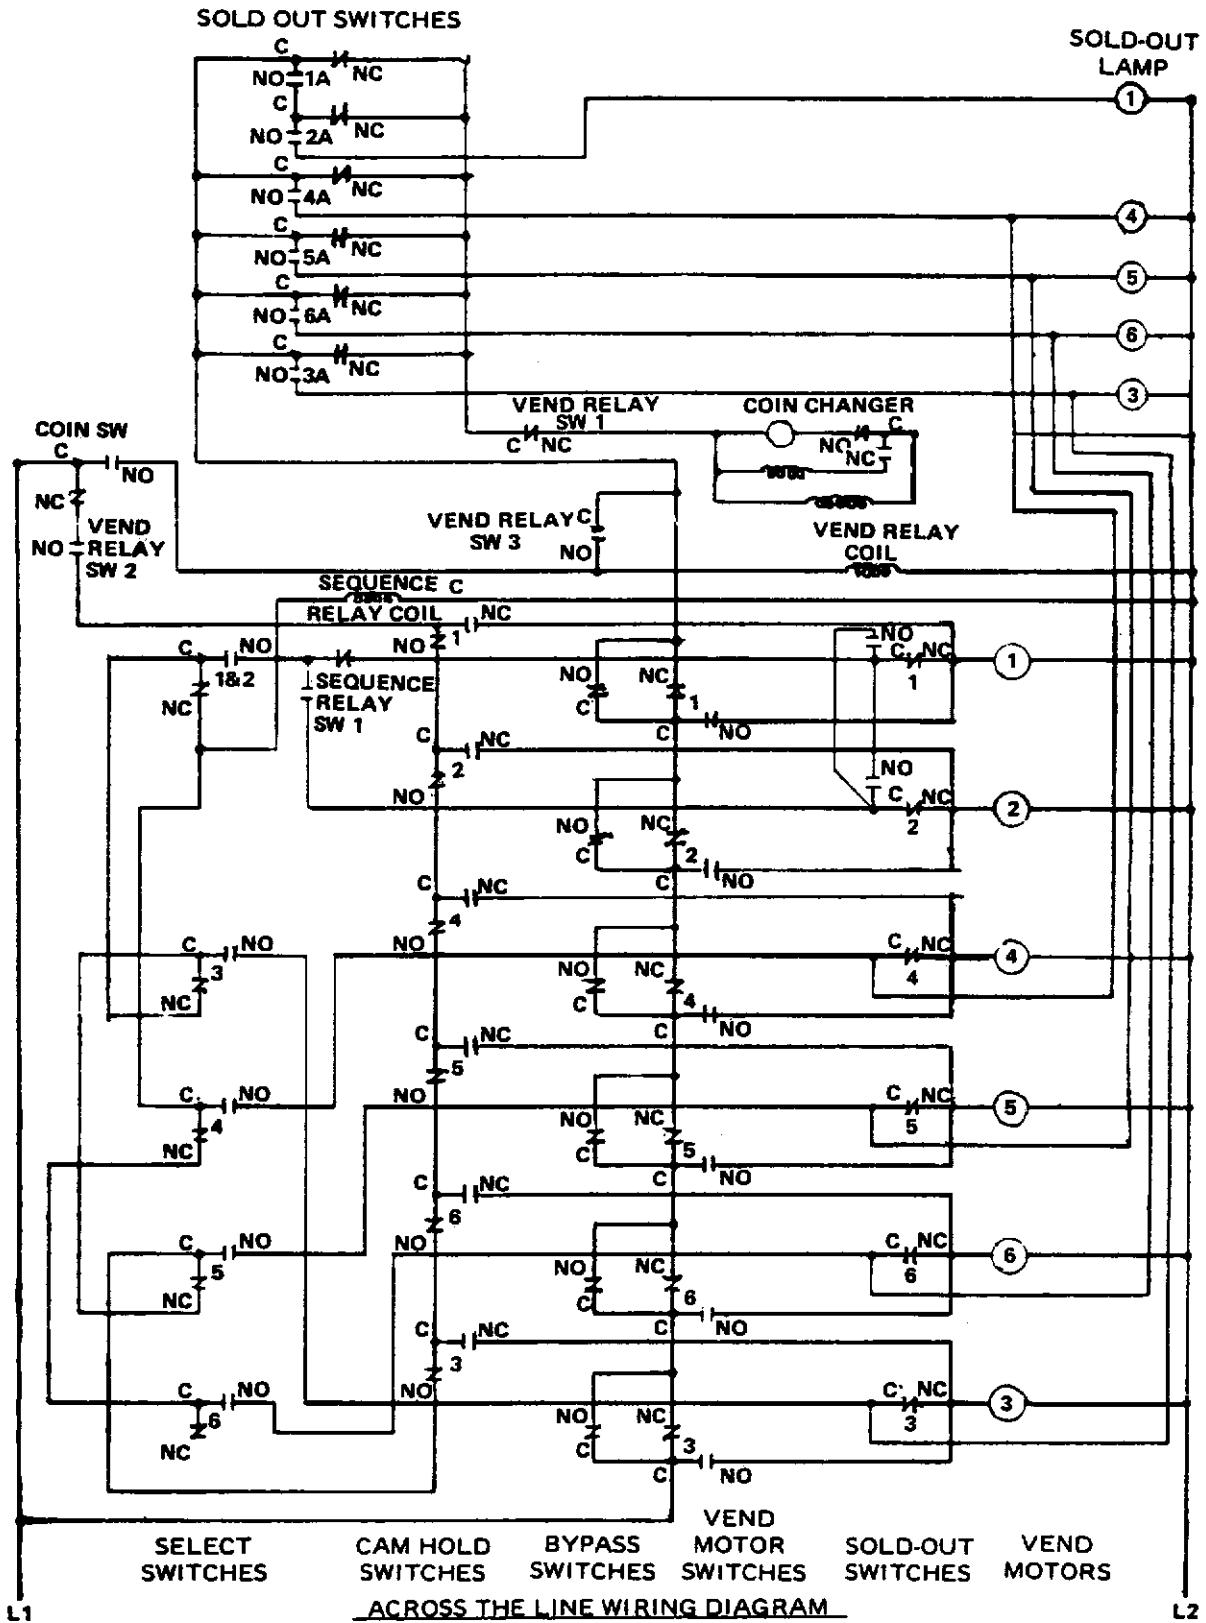 SOLD OUT SWITCHES
SOLD-OUT
LAMP
C
NC
NO 1A
C
1
NC
NO 2A
C
NC
NO 4A
4
C
NC
NO 5A
5
C
NC
NO 6A
6
C
NC
NO 3A
3
VEND RELAY
SW 1
C NC
COIN CHANGER
C
NO
NC
COIN SW
C
NO
NC
VEND
RELAY
SW 2
NO
VEND RELAY
SW 3
C
NO
VEND RELAY
COIL
SEQUENCE
RELAY COIL
C
NC
1
NO
C
NO
1&2
NC
SEQUENCE
RELAY
SW 1
NO
NC
C
1
C
NO
NO
C NC
1
1
C
NC
2
NO
NO
NC
C
2
C
NO
NO
C NC
2
2
C
NC
4
NO
C
NO
3
NC
NO
NC
C
4
C
NO
C NC
4
4
C
NC
5
NO
C
NO
4
NC
NO
NC
C
5
C
NO
C NC
5
5
C
NC
6
NO
C
NO
5
NC
NO
NC
C
6
C
NO
C NC
6
6
C
NC
3
NO
C
NO
6
NC
NO
NC
C
3
C
NO
C NC
3
3
SELECT
SWITCHES
CAM HOLD
SWITCHES
BYPASS
SWITCHES
VEND
MOTOR
SWITCHES
SOLD-OUT
SWITCHES
VEND
MOTORS
L1
ACROSS THE LINE WIRING DIAGRAM
L2